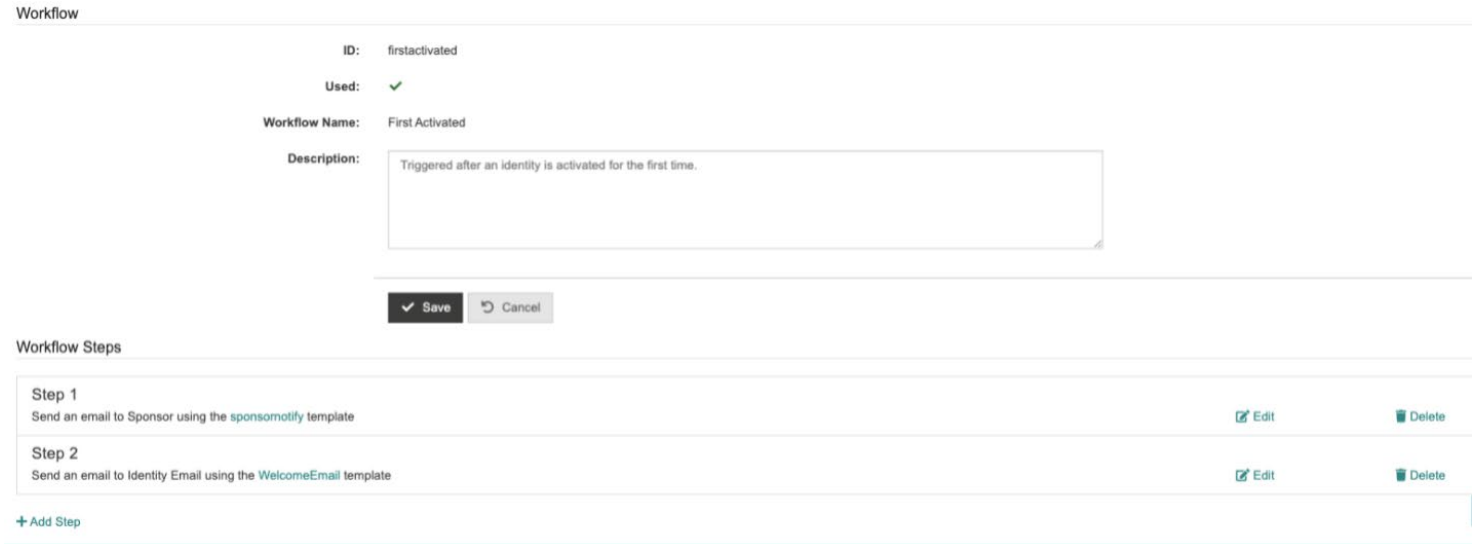 Workflow
ID: firstactivated
Used:
Workflow Name: First Activated
Description: Triggered after an identity is activated for the first time.
Save Cancel
Workflow Steps
Step 1
Send an email to Sponsor using the sponsornotify template Edit Delete
Step 2
Send an email to Identity Email using the WelcomeEmail template Edit Delete
+ Add Step